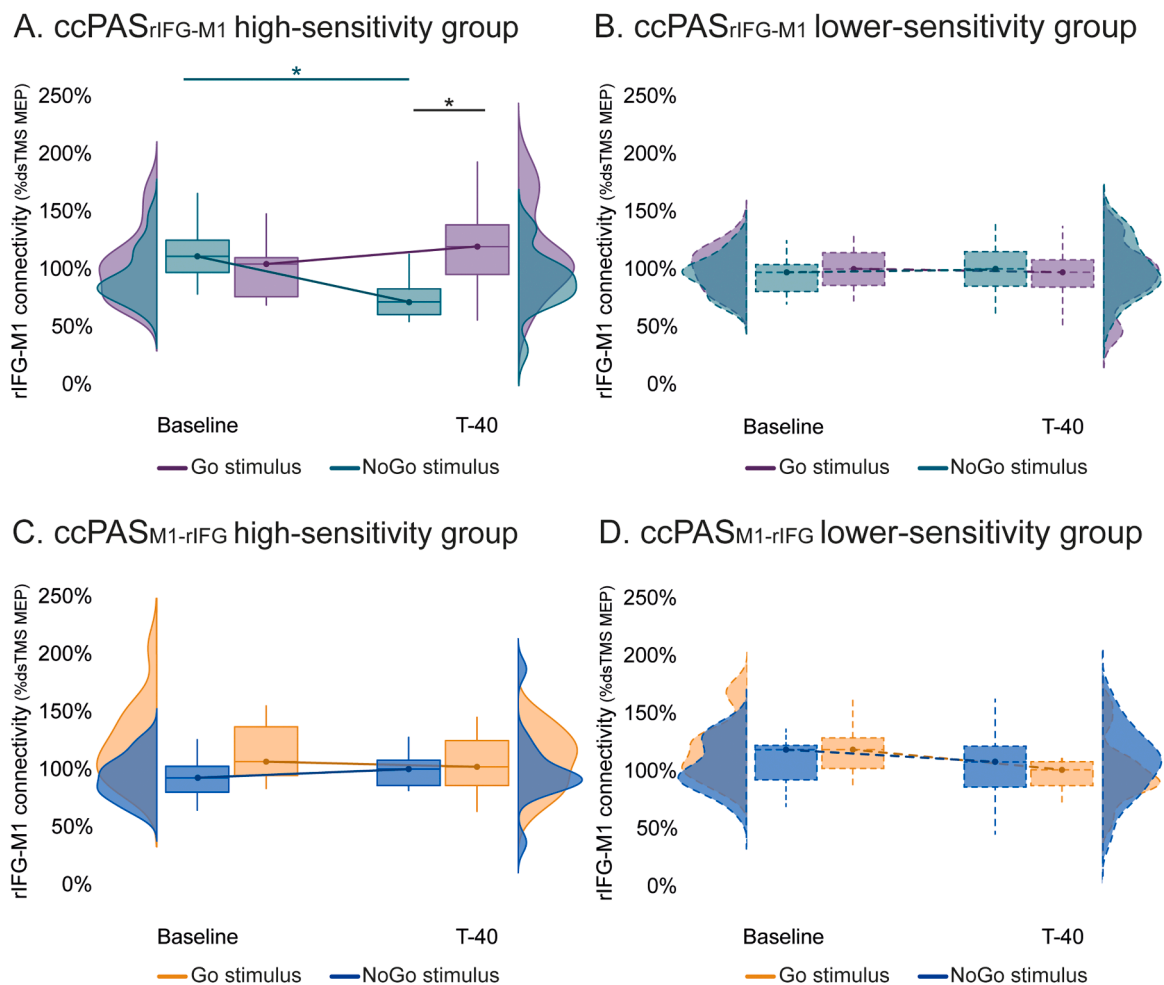 A. ccPASrIFG-M1 high-sensitivity group
B. ccPASrIFG-M1 lower-sensitivity group
rIFG-M1 connectivity (%dsTMS MEP)
250%
200%
150%
100%
50%
0%
*
*
Baseline
T-40
Go stimulus
NoGo stimulus
rIFG-M1 connectivity (%dsTMS MEP)
250%
200%
150%
100%
50%
0%
Baseline
T-40
Go stimulus
NoGo stimulus
C. ccPASM1-rIFG high-sensitivity group
D. ccPASM1-rIFG lower-sensitivity group
rIFG-M1 connectivity (%dsTMS MEP)
250%
200%
150%
100%
50%
0%
Baseline
T-40
Go stimulus
NoGo stimulus
rIFG-M1 connectivity (%dsTMS MEP)
250%
200%
150%
100%
50%
0%
Baseline
T-40
Go stimulus
NoGo stimulus